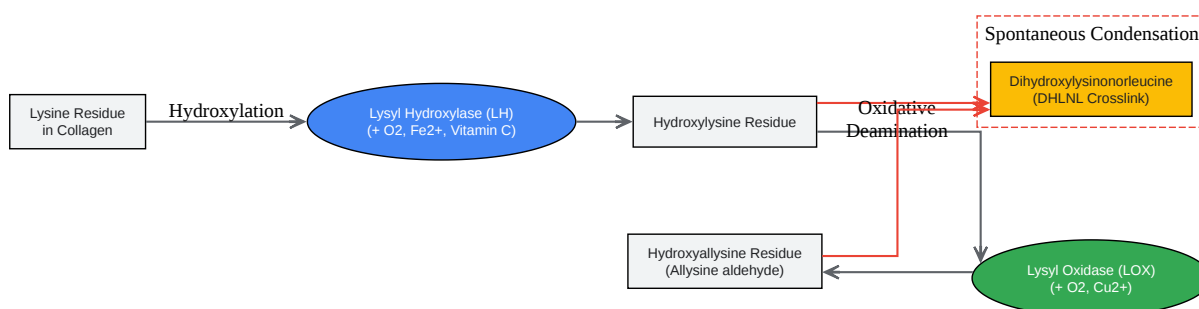 Spontaneous Condensation
Lysine Residue
in Collagen
Hydroxylation
Lysyl Hydroxylase (LH)
(+ O2, Fe2+, Vitamin C)
Hydroxylysine Residue
Oxidative
Deamination
Dihydroxylysinonorleucine
(DHLNL Crosslink)
Hydroxyallysine Residue
(Allysine aldehyde)
Lysyl Oxidase (LOX)
(+ O2, Cu2+)